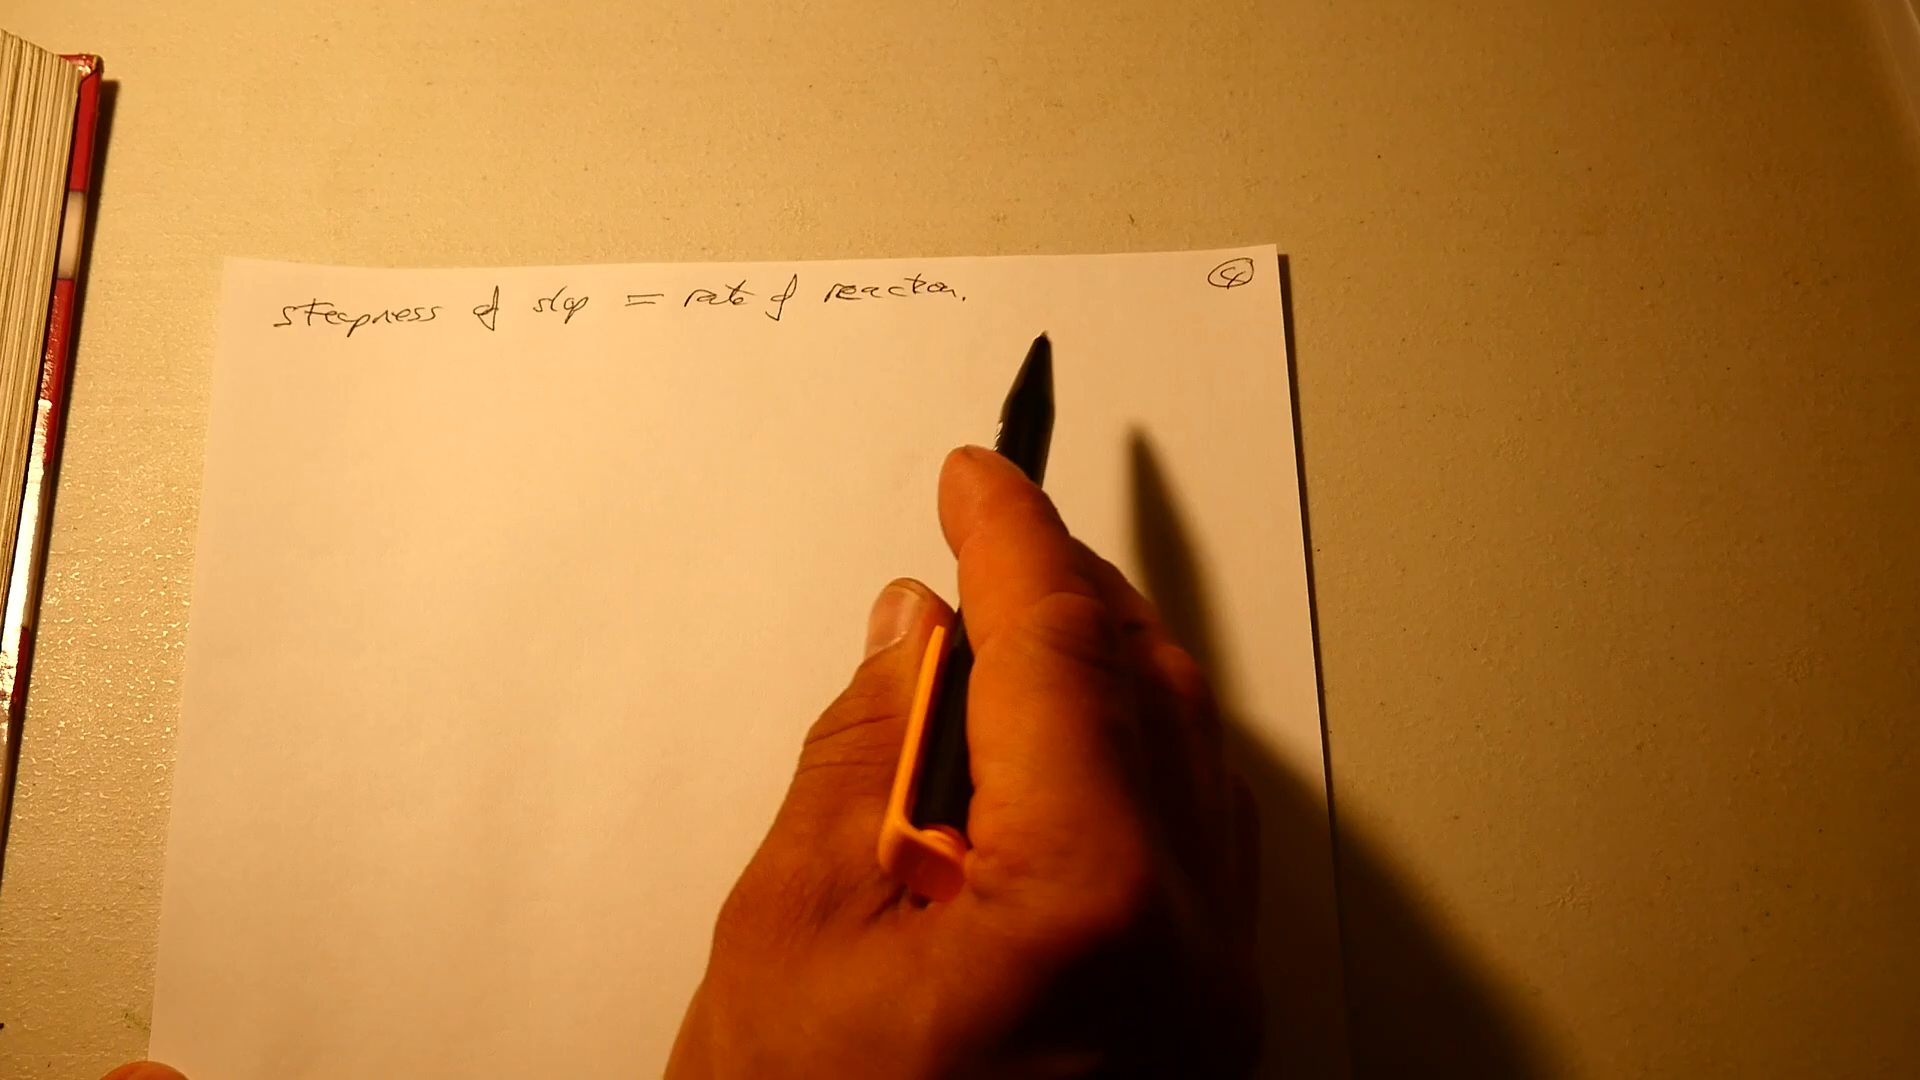 steepness of slop = rate of reaction.
4